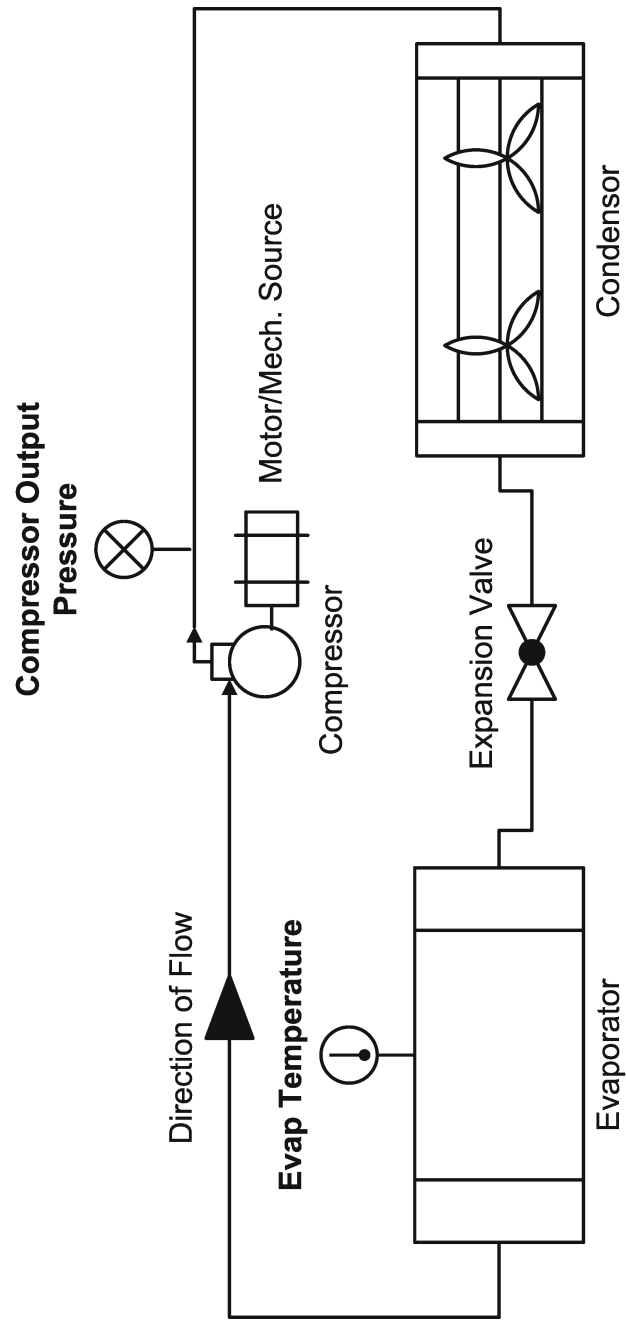 Compressor Output
Pressure
Motor/Mech. Source
Compressor
Direction of Flow
Evap Temperature
Expansion Valve
Condensor
Evaporator